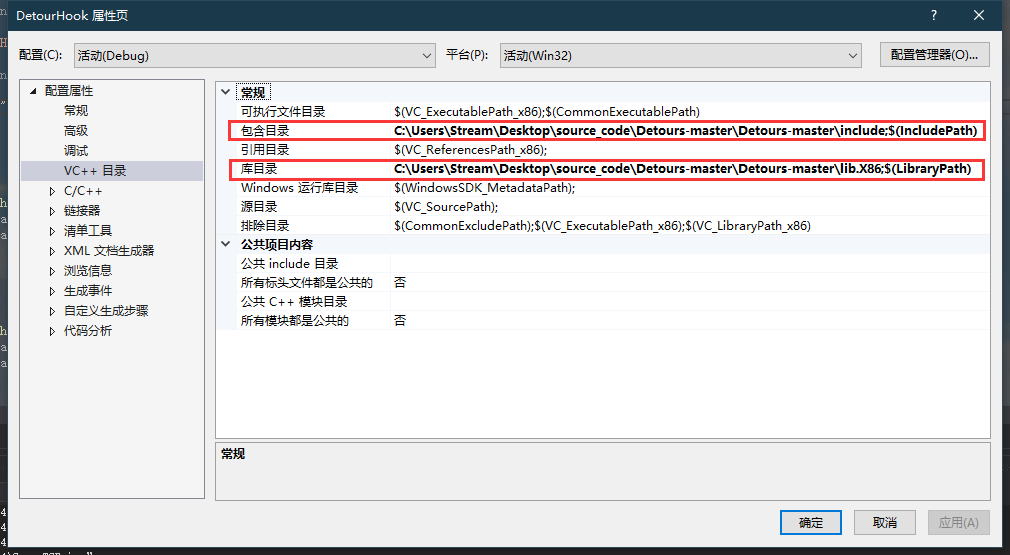 DetourHook 属性页
配置(C): 活动(Debug) 平台(P): 活动(Win32) 配置管理器(O)...
配置属性
常规
高级
调试
VC++ 目录
C/C++
链接器
清单工具
XML 文档生成器
浏览信息
生成事件
自定义生成步骤
代码分析
常规
可执行文件目录 $(VC_ExecutablePath_x86);$(CommonExecutablePath)
包含目录 C:\Users\Stream\Desktop\source_code\Detours-master\Detours-master\include;$(IncludePath)
引用目录 $(VC_ReferencesPath_x86);
库目录 C:\Users\Stream\Desktop\source_code\Detours-master\Detours-master\lib.X86;$(LibraryPath)
Windows 运行库目录 $(WindowsSDK_MetadataPath);
源目录 $(VC_SourcePath);
排除目录 $(CommonExcludePath);$(VC_ExecutablePath_x86);$(VC_LibraryPath_x86)
公共项目内容
公共 include 目录
所有标头文件都是公共的 否
公共 C++ 模块目录
所有模块都是公共的 否
常规
确定 取消 应用(A)